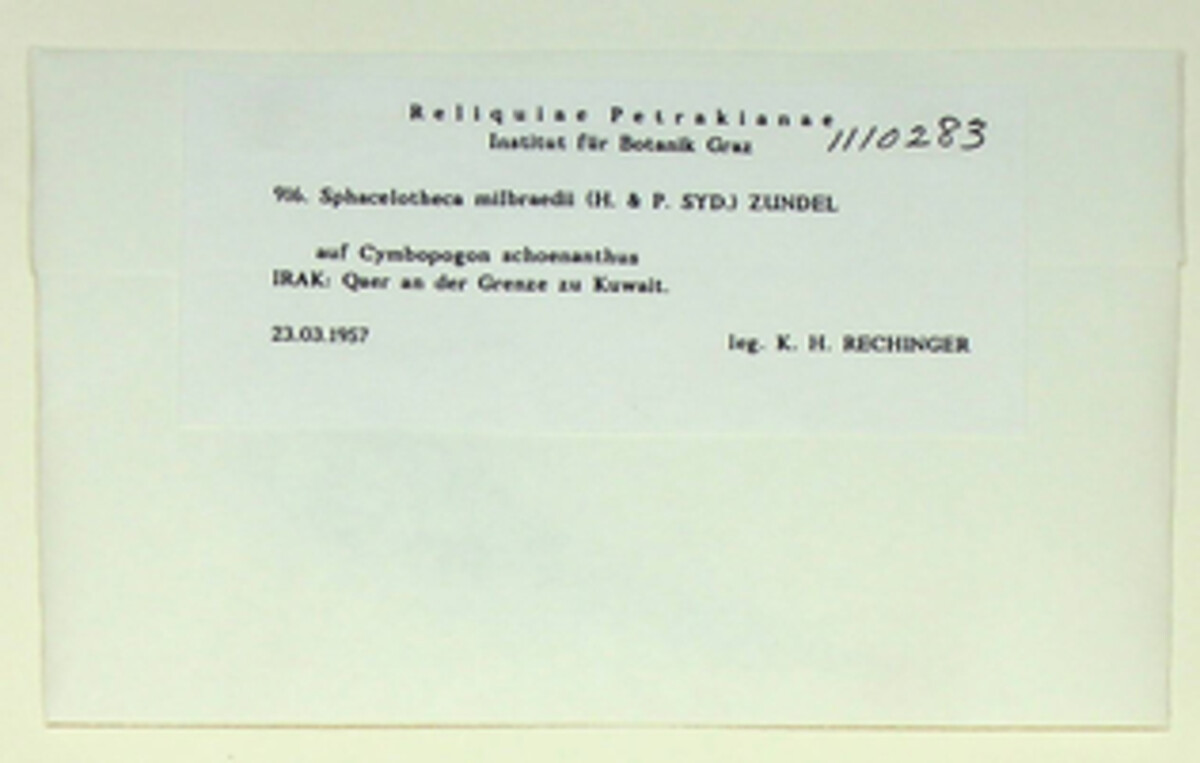 Reliquiae Petrakianae
Institut für Botanik Graz
1110283
916. Sphacelotheca milbraedii (H. & P. SYD.) ZUNDEL
auf Cymbopogon schoenanthus
IRAK: Qaer an der Grenze zu Kuwait.
23.03.1957
leg. K. H. RECHINGER